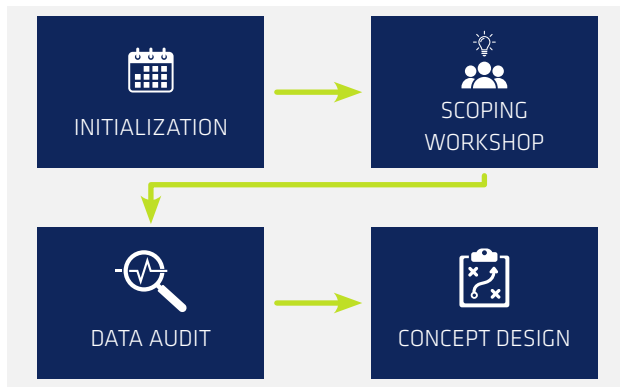 INITIALIZATION
SCOPING
WORKSHOP
DATA AUDIT
CONCEPT DESIGN